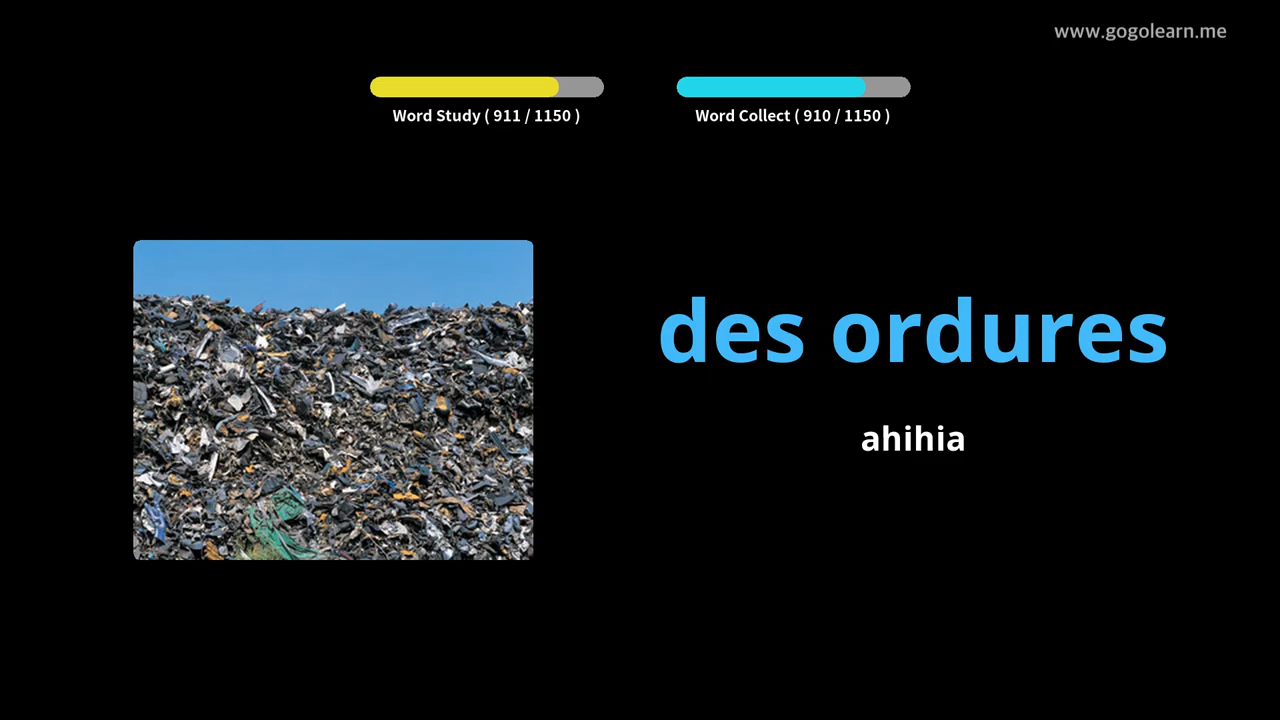 www.gogolearn.me
Word Study ( 911 / 1150 )
Word Collect ( 910 / 1150 )
des ordures
ahihia